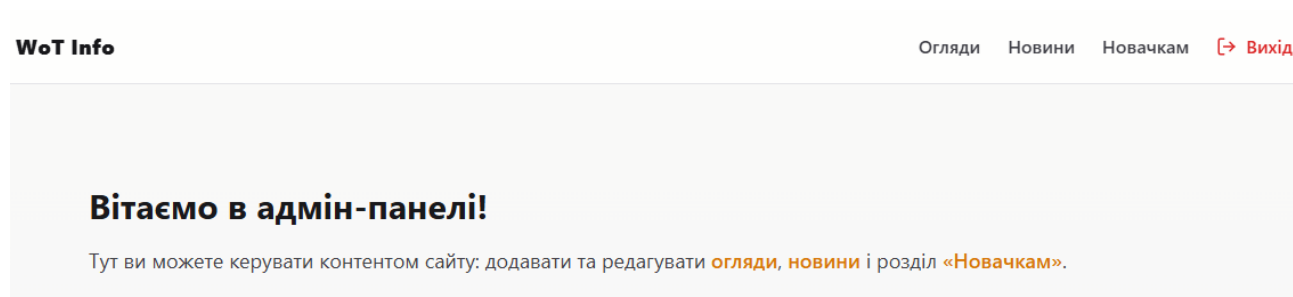 WoT Info Огляди Новини Новачкам Вихід
Вітаємо в адмін-панелі!
Тут ви можете керувати контентом сайту: додавати та редагувати огляди, новини і розділ «Новачкам».